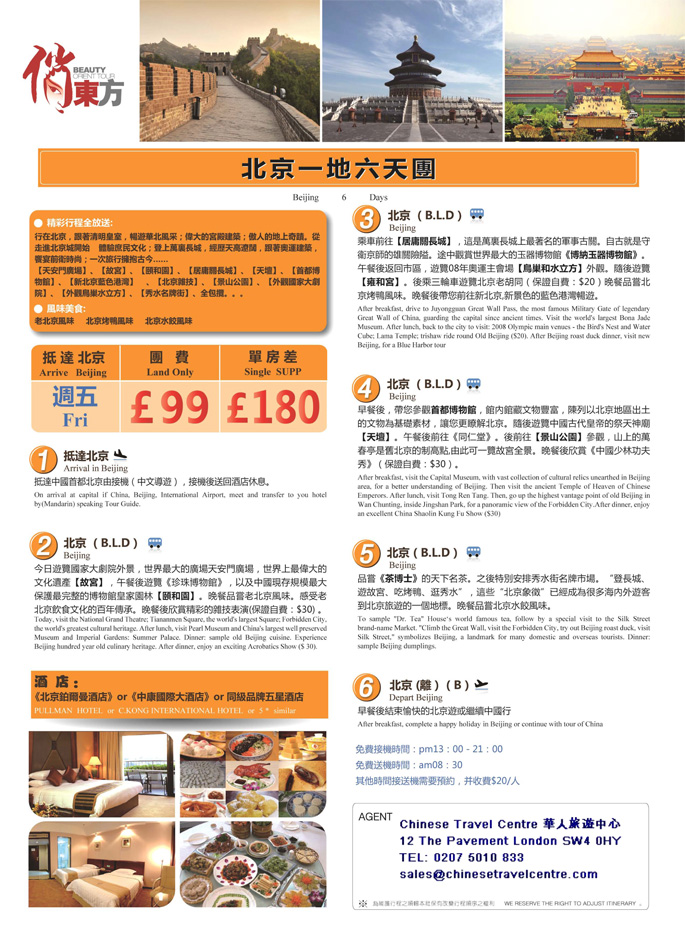 俏東方
BEAUTY
ORIENT TOUR
北京一地六天團
Beijing 6 Days
精彩行程全放送:
行在北京，跟著清明皇室，暢遊華北風采；偉大的宮殿建築；傲人的地上奇蹟。從
走進北京城開始 體驗庶民文化；登上萬裏長城，經歷天高遼闊，跟著奧運建築，
饗宴前衛時尚；一次旅行擁抱古今......
【天安門廣場】、【故宮】、【頤和園】、【居庸關長城】、【天壇】、【首都博
物館】、【新北京藍色港灣】 、【北京雜技】、【景山公園】、【外觀國家大劇
院】、【外觀鳥巢水立方】、【秀水名牌街】、全包攬。。。
風味美食:
老北京風味 北京烤鴨風味 北京水餃風味
抵達北京 團費 單房差
Arrive Beijing Land Only Single SUPP
週五 £99 £180
Fri
1 抵達北京
Arrival in Beijing
抵達中國首都北京由接機（中文導遊），接機後送回酒店休息。
On arrival at capital if China, Beijing, International Airport, meet and transfer to you hotel
by(Mandarin) speaking Tour Guide.
2 北京（B.L.D）
Beijing
今日遊覽國家大劇院外景，世界最大的廣場天安門廣場，世界上最偉大的
文化遺產【故宮】，午餐後遊覽《珍珠博物館》，以及中國現存規模最大
保護最完整的博物館皇家園林【頤和園】。晚餐品嘗老北京風味。感受老
北京飲食文化的百年傳承。晚餐後欣賞精彩的雜技表演(保證自費：$30) 。
Today, visit the National Grand Theatre; Tiananmen Square, the world's largest Square; Forbidden City,
the world's greatest cultural heritage. After lunch, visit Pearl Museum and China's largest well preserved
Museum and Imperial Gardens: Summer Palace. Dinner: sample old Beijing cuisine. Experience
Beijing hundred year old culinary heritage. After dinner, enjoy an exciting Acrobatics Show ($ 30).
酒店：
《北京鉑爾曼酒店》or《中康國際大酒店》or 同級品牌五星酒店
PULLMAN HOTEL or C.KONG INTERNATIONAL HOTEL or 5 * similar
3 北京（B.L.D）
Beijing
乘車前往【居庸關長城】，這是萬裏長城上最著名的軍事古關。自古就是守
衛京師的雄關險隘。途中觀賞世界最大的玉器博物館《博納玉器博物館》。
午餐後返回市區，遊覽08年奧運主會場【鳥巢和水立方】外觀。隨後遊覽
【雍和宮】。後乘三輪車遊覽北京老胡同（保證自費：$20）晚餐品嘗北
京烤鴨風味。晚餐後帶您前往新北京,新景色的藍色港灣暢遊。
After breakfast, drive to Juyongguan Great Wall Pass, the most famous Military Gate of legendary
Great Wall of China, guarding the capital since ancient times. Visit the world's largest Bona Jade
Museum. After lunch, back to the city to visit: 2008 Olympic main venues - the Bird's Nest and Water
Cube; Lama Temple; trishaw ride round Old Beijing ($20). After Beijing roast duck dinner, visit new
Beijing, for a Blue Harbor tour
4 北京（B.L.D）
Beijing
早餐後，帶您參觀首都博物館，館內館藏文物豐富，陳列以北京地區出土
的文物為基礎素材，讓您更瞭解北京。隨後遊覽中國古代皇帝的祭天神廟
【天壇】。午餐後前往《同仁堂》。後前往【景山公園】參觀，山上的萬
春亭是舊北京的制高點,由此可一覽故宮全景。晚餐後欣賞《中國少林功夫
秀》（保證自費：$30）。
After breakfast, visit the Capital Museum, with vast collection of cultural relics unearthed in Beijing
area, for a better understanding of Beijing. Then visit the ancient Temple of Heaven of Chinese
Emperors. After lunch, visit Tong Ren Tang. Then, go up the highest vantage point of old Beijing in
Wan Chunting, inside Jingshan Park, for a panoramic view of the Forbidden City.After dinner, enjoy
an excellent China Shaolin Kung Fu Show ($30)
5 北京（B.L.D）
Beijing
品嘗《茶博士》的天下名茶。之後特別安排秀水街名牌市場。“登長城、
遊故宮、吃烤鴨、逛秀水”，這些“北京象徵”已經成為很多海內外遊客
到北京旅遊的一個地標。晚餐品嘗北京水餃風味。
To sample "Dr. Tea" House's world famous tea, follow by a special visit to the Silk Street
brand-name Market. "Climb the Great Wall, visit the Forbidden City, try out Beijing roast duck, visit
Silk Street," symbolizes Beijing, a landmark for many domestic and overseas tourists. Dinner:
sample Beijing dumplings.
6 北京 (離)（B）
Depart Beijing
早餐後結束愉快的北京遊或繼續中國行
After breakfast, complete a happy holiday in Beijing or continue with tour of China
免費接機時間：pm13：00 - 21：00
免費送機時間：am08：30
其他時間接送機需要預約，并收費$20/人
AGENT
Chinese Travel Centre 華人旅遊中心
12 The Pavement London SW4 0HY
TEL: 0207 5010 833
sales@chinesetravelcentre.com
WE RESERVE THE RIGHT TO ADJUST ITINERARY .